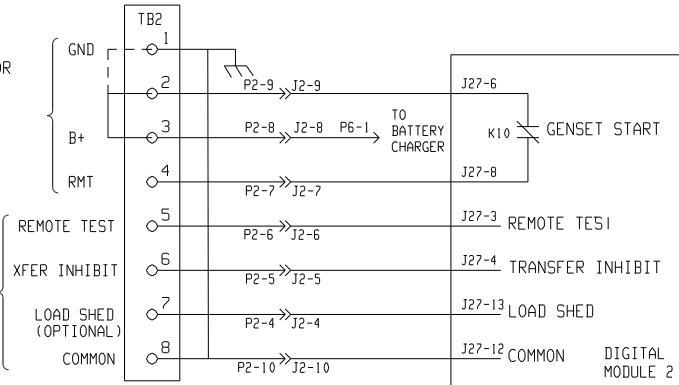 TB2
GND
1
OR
2
P2-9
J2-9
J27-6
TO
BATTERY
CHARGER
B+
3
P2-8
J2-8
P6-1
K10
GENSET START
RMT
4
P2-7
J2-7
J27-8
REMOTE TEST
5
P2-6
J2-6
J27-3
REMOTE TEST
XFER INHIBIT
6
P2-5
J2-5
J27-4
TRANSFER INHIBIT
LOAD SHED
(OPTIONAL)
7
P2-4
J2-4
J27-13
LOAD SHED
COMMON
8
P2-10
J2-10
J27-12
COMMON
DIGITAL
MODULE 2